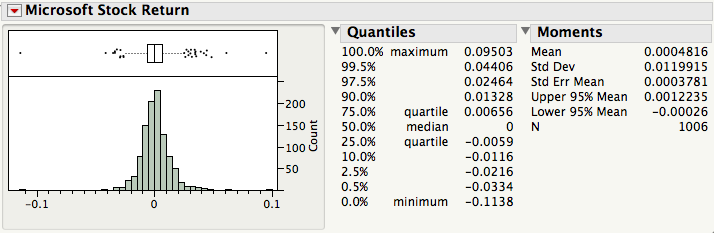 Microsoft Stock Return
200
150
100
50
Count
-0.1
0
0.1
Quantiles
100.0% maximum 0.09503
99.5% 0.04406
97.5% 0.02464
90.0% 0.01328
75.0% quartile 0.00656
50.0% median 0
25.0% quartile -0.0059
10.0% -0.0116
2.5% -0.0216
0.5% -0.0334
0.0% minimum -0.1138
Moments
Mean 0.0004816
Std Dev 0.0119915
Std Err Mean 0.0003781
Upper 95% Mean 0.0012235
Lower 95% Mean -0.00026
N 1006